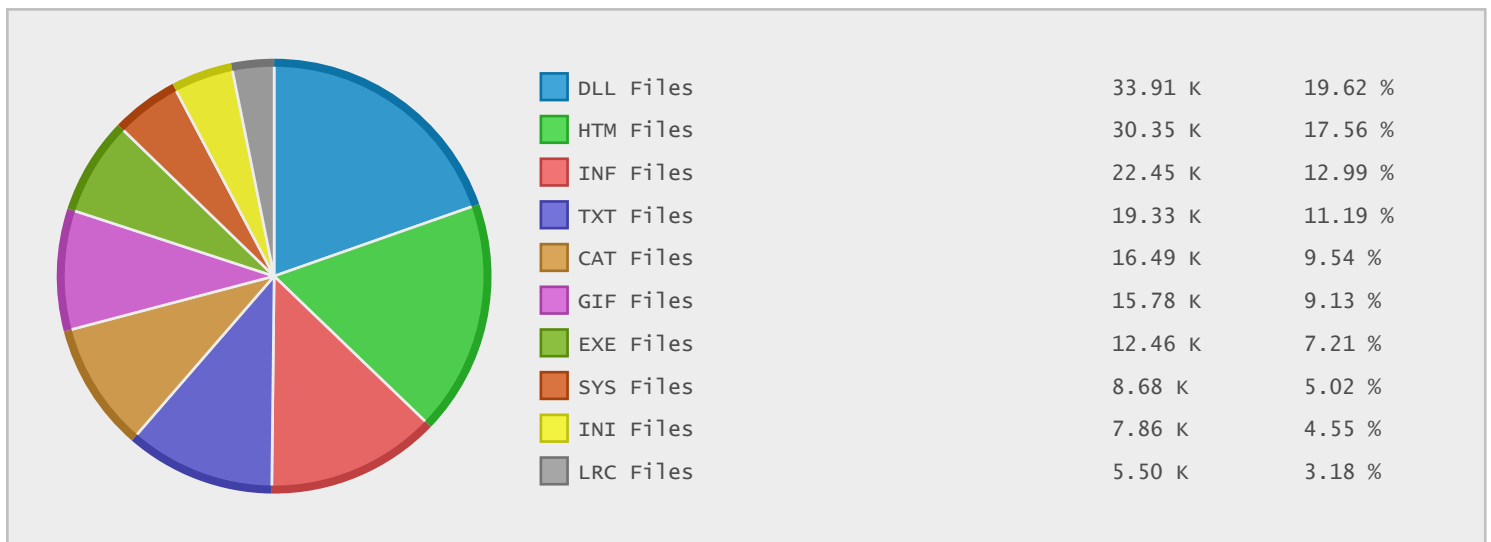 DLL Files 33.91 K 19.62 %
HTM Files 30.35 K 17.56 %
INF Files 22.45 K 12.99 %
TXT Files 19.33 K 11.19 %
CAT Files 16.49 K 9.54 %
GIF Files 15.78 K 9.13 %
EXE Files 12.46 K 7.21 %
SYS Files 8.68 K 5.02 %
INI Files 7.86 K 4.55 %
LRC Files 5.50 K 3.18 %